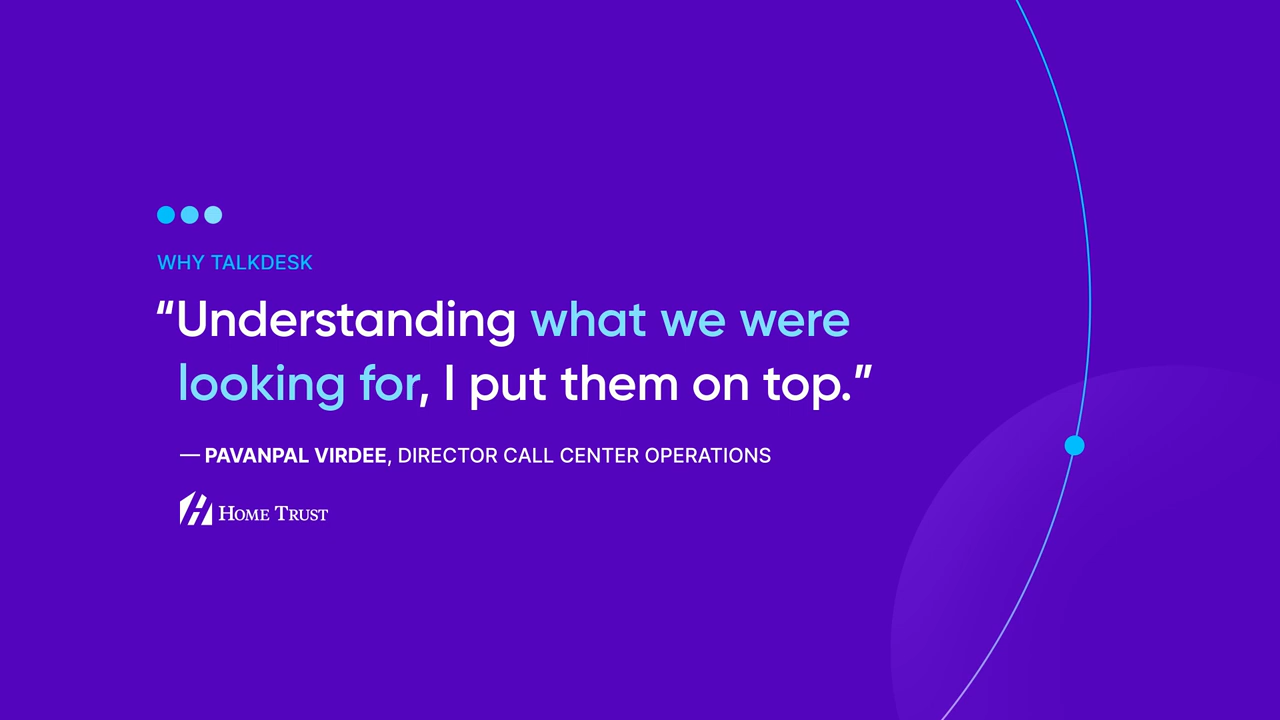 WHY TALKDESK
“Understanding what we were
looking for, I put them on top.”
— PAVANPAL VIRDEE, DIRECTOR CALL CENTER OPERATIONS
HOME TRUST